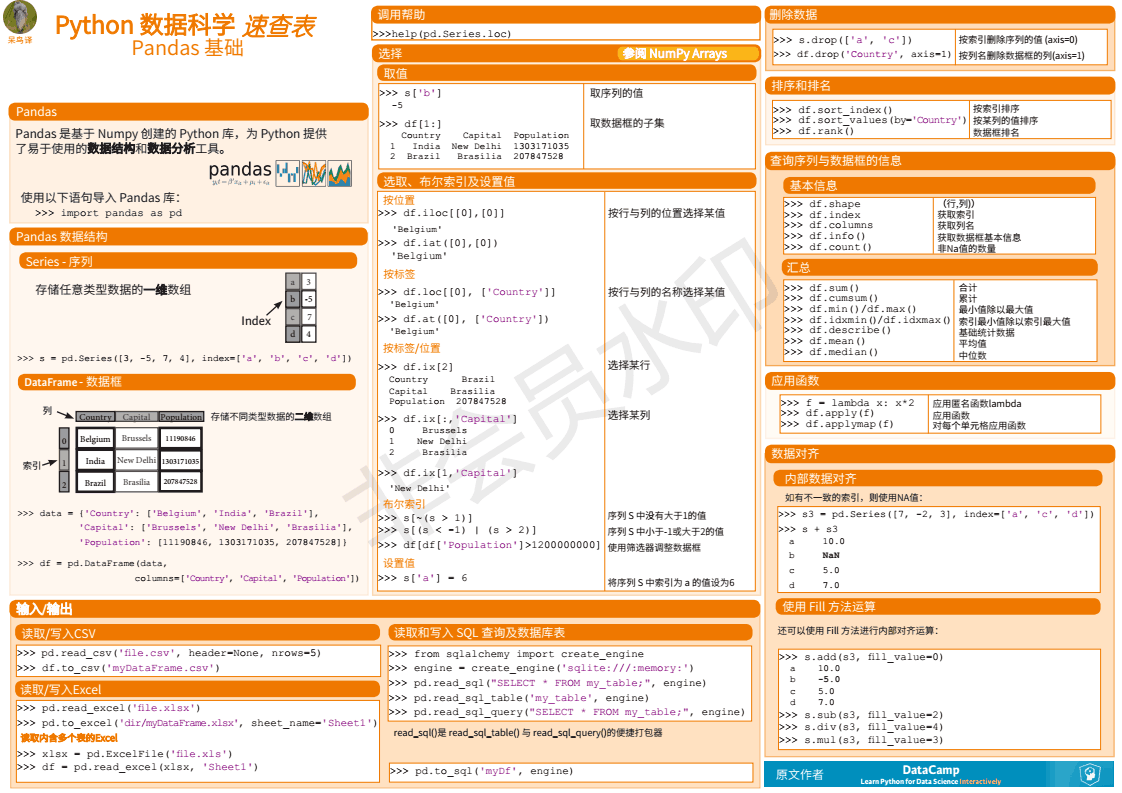 呆鸟译
Python 数据科学 速查表
Pandas 基础
Pandas
Pandas 是基于 Numpy 创建的 Python 库，为 Python 提供
了易于使用的数据结构和数据分析工具。
pandas
使用以下语句导入 Pandas 库：
>>> import pandas as pd
Pandas 数据结构
Series - 序列
存储任意类型数据的一维数组
Index
a 3
b -5
c 7
d 4
>>> s = pd.Series([3, -5, 7, 4], index=['a', 'b', 'c', 'd'])
DataFrame - 数据框
列
Country Capital Population
存储不同类型数据的二维数组
索引
0 Belgium Brussels 11190846
1 India New Delhi 1303171035
2 Brazil Brasília 207847528
>>> data = {'Country': ['Belgium', 'India', 'Brazil'],
'Capital': ['Brussels', 'New Delhi', 'Brasília'],
'Population': [11190846, 1303171035, 207847528]}
>>> df = pd.DataFrame(data,
columns=['Country', 'Capital', 'Population'])
调用帮助
>>>help(pd.Series.loc)
选择 参阅 NumPy Arrays
取值
>>> s['b'] 取序列的值
-5
>>> df[1:] 取数据框的子集
Country Capital Population
1 India New Delhi 1303171035
2 Brazil Brasília 207847528
选取、布尔索引及设置值
按位置
>>> df.iloc[[0],[0]] 按行与列的位置选择某值
'Belgium'
>>> df.iat([0],[0])
'Belgium'
按标签
>>> df.loc[[0], ['Country']] 按行与列的名称选择某值
'Belgium'
>>> df.at([0], ['Country'])
'Belgium'
按标签/位置
>>> df.ix[2] 选择某行
Country Brazil
Capital Brasília
Population 207847528
>>> df.ix[:,'Capital'] 选择某列
0 Brussels
1 New Delhi
2 Brasília
>>> df.ix[1,'Capital']
'New Delhi'
布尔索引
>>> s[~(s > 1)] 序列 S 中没有大于1的值
>>> s[(s < -1) | (s > 2)] 序列 S 中小于-1或大于2的值
>>> df[df['Population']>1200000000] 使用筛选器调整数据框
设置值
>>> s['a'] = 6 将序列 S 中索引为 a 的值设为6
删除数据
>>> s.drop(['a', 'c']) 按索引删除序列的值 (axis=0)
>>> df.drop('Country', axis=1) 按列名删除数据框的列(axis=1)
排序和排名
>>> df.sort_index() 按索引排序
>>> df.sort_values(by='Country') 按某列的值排序
>>> df.rank() 数据框排名
查询序列与数据框的信息
基本信息
>>> df.shape （行,列)）
>>> df.index 获取索引
>>> df.columns 获取列名
>>> df.info() 获取数据框基本信息
>>> df.count() 非Na值的数量
汇总
>>> df.sum() 合计
>>> df.cumsum() 累计
>>> df.min()/df.max() 最小值除以最大值
>>> df.idxmin()/df.idxmax() 索引最小值除以索引最大值
>>> df.describe() 基础统计数据
>>> df.mean() 平均值
>>> df.median() 中位数
应用函数
>>> f = lambda x: x*2 应用匿名函数lambda
>>> df.apply(f) 应用函数
>>> df.applymap(f) 对每个单元格应用函数
数据对齐
内部数据对齐
如有不一致的索引，则使用NA值：
>>> s3 = pd.Series([7, -2, 3], index=['a', 'c', 'd'])
>>> s + s3
a 10.0
b NaN
c 5.0
d 7.0
使用 Fill 方法运算
还可以使用 Fill 方法进行内部对齐运算：
>>> s.add(s3, fill_value=0)
a 10.0
b -5.0
c 5.0
d 7.0
>>> s.sub(s3, fill_value=2)
>>> s.div(s3, fill_value=4)
>>> s.mul(s3, fill_value=3)
输入/输出
读取/写入CSV
>>> pd.read_csv('file.csv', header=None, nrows=5)
>>> df.to_csv('myDataFrame.csv')
读取/写入Excel
>>> pd.read_excel('file.xlsx')
>>> pd.to_excel('dir/myDataFrame.xlsx', sheet_name='Sheet1')
读取内含多个表的Excel
>>> xlsx = pd.ExcelFile('file.xls')
>>> df = pd.read_excel(xlsx, 'Sheet1')
读取和写入 SQL 查询及数据库表
>>> from sqlalchemy import create_engine
>>> engine = create_engine('sqlite:///:memory:')
>>> pd.read_sql("SELECT * FROM my_table;", engine)
>>> pd.read_sql_table('my_table', engine)
>>> pd.read_sql_query("SELECT * FROM my_table;", engine)
read_sql()是 read_sql_table() 与 read_sql_query()的便捷打包器
>>> pd.to_sql('myDf', engine)
原文作者
DataCamp
Learn Python for Data Science Interactively
非会员水印